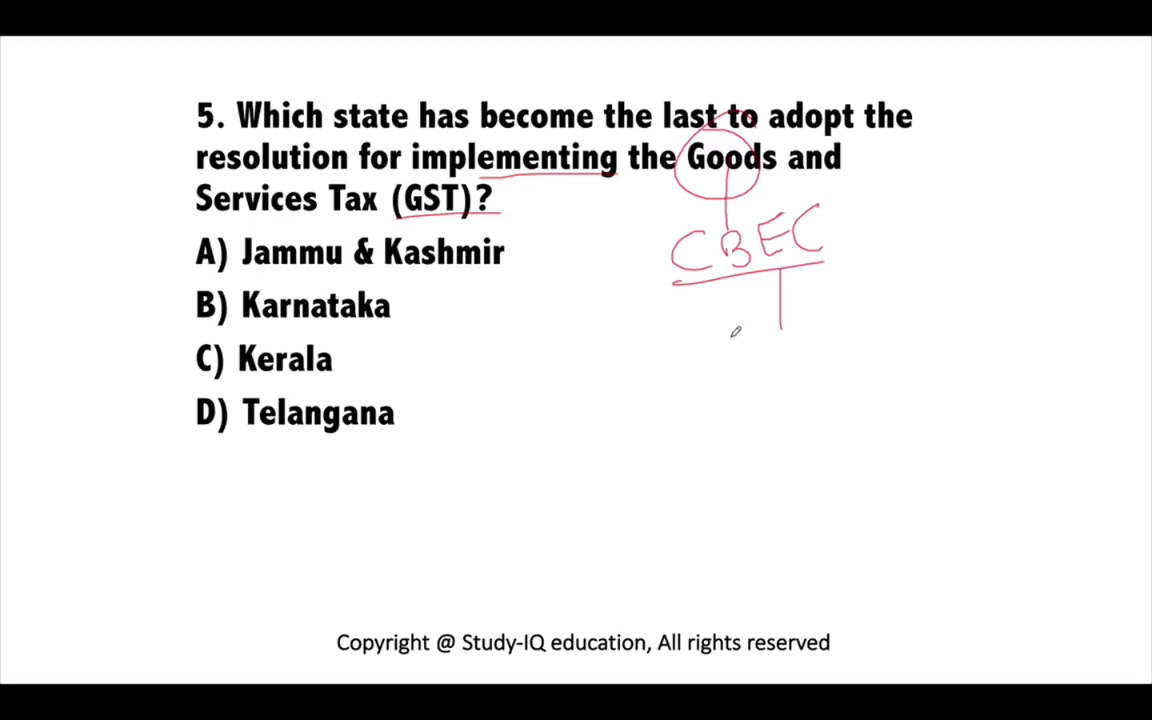 5. Which state has become the last to adopt the
resolution for implementing the Goods and
Services Tax (GST)?
CBEC
A) Jammu & Kashmir
B) Karnataka
C) Kerala
D) Telangana
Copyright @ Study-IQ education, All rights reserved